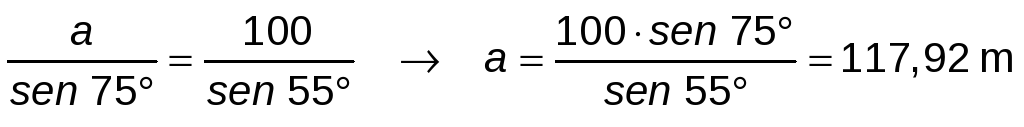 a / sen 75° = 100 / sen 55° → a = 100 · sen 75° / sen 55° = 117,92 m